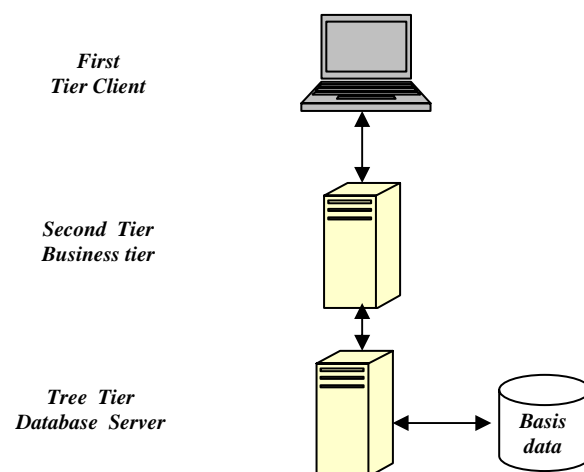 First
Tier Client
Second Tier
Business tier
Tree Tier
Database Server
Basis
data